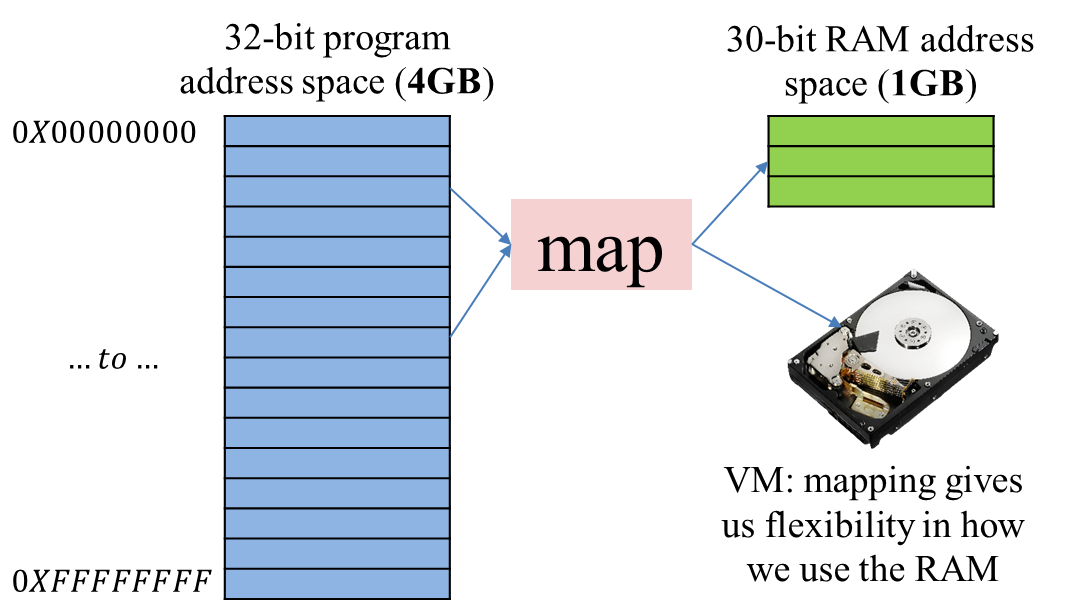 32-bit program
address space (4GB)
30-bit RAM address
space (1GB)
0X00000000
map
... to ...
VM: mapping gives
us flexibility in how
we use the RAM
0XFFFFFFFF